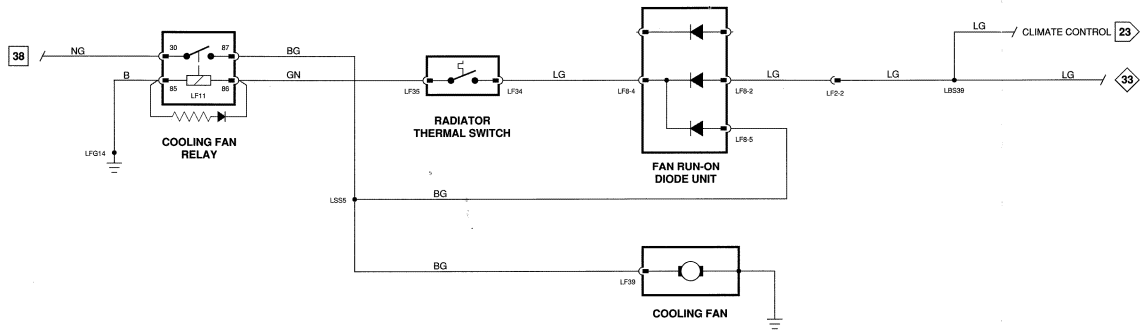 38
NG
30
87
BG
B
85
86
LF11
GN
COOLING FAN
RELAY
LFG14
LF35
LF34
RADIATOR
THERMAL SWITCH
LG
LF8-4
LF8-2
LF8-5
FAN RUN-ON
DIODE UNIT
LG
LF2-2
LG
LBS39
LG
CLIMATE CONTROL
23
LG
33
LSS5
BG
BG
LF39
COOLING FAN